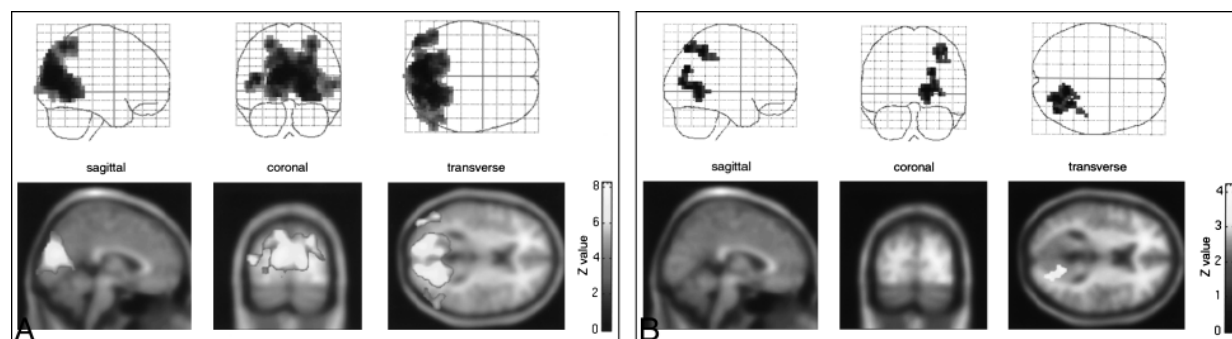 sagittal
coronal
transverse
8
6
4
2
0
Z value
A
sagittal
coronal
transverse
4
3
2
1
0
Z value
B